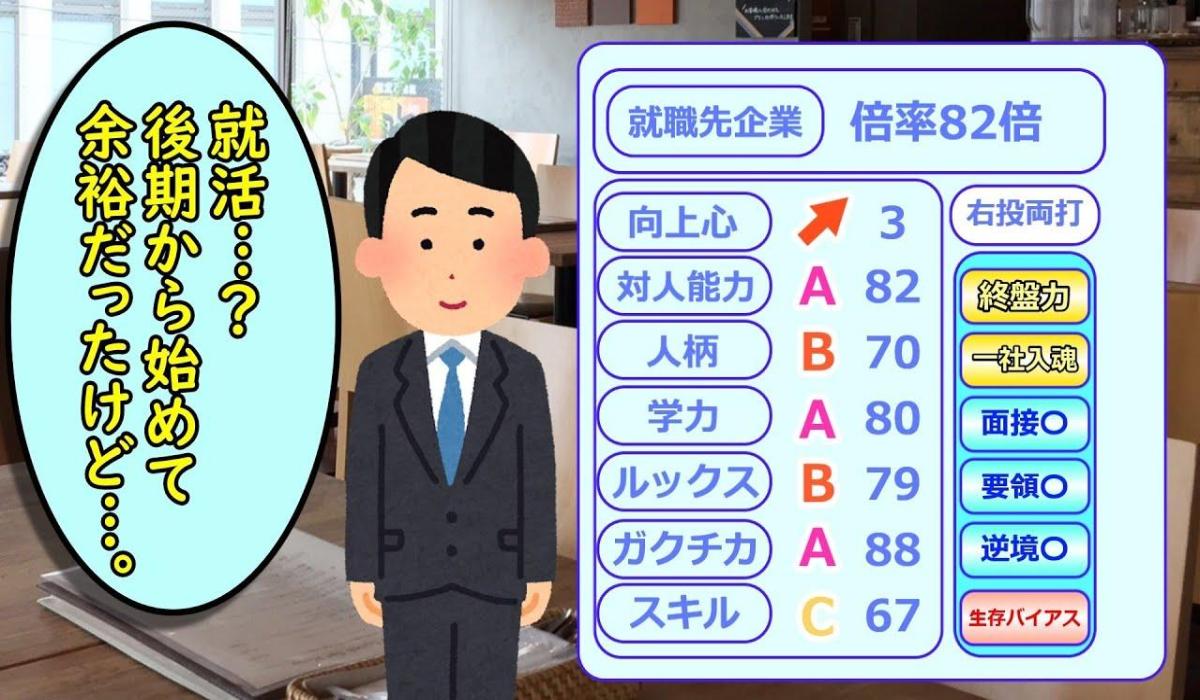 就活…?
後期から始めて
余裕だったけど…。
就職先企業 倍率82倍
向上心 3
対人能力 A 82
人柄 B 70
学力 A 80
ルックス B 79
ガクチカ A 88
スキル C 67
右投両打
終盤力
一社入魂
面接〇
要領〇
逆境〇
生存バイアス